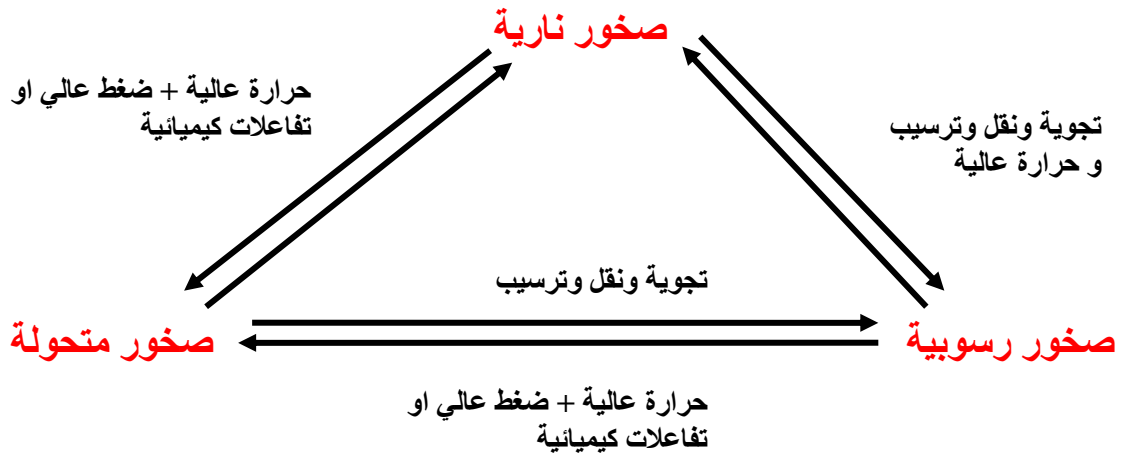 صخور نارية
حرارة عالية + ضغط عالي او
تفاعلات كيميائية
تجوية ونقل وترسيب
و حرارة عالية
تجوية ونقل وترسيب
صخور متحولة
صخور رسوبية
حرارة عالية + ضغط عالي او
تفاعلات كيميائية